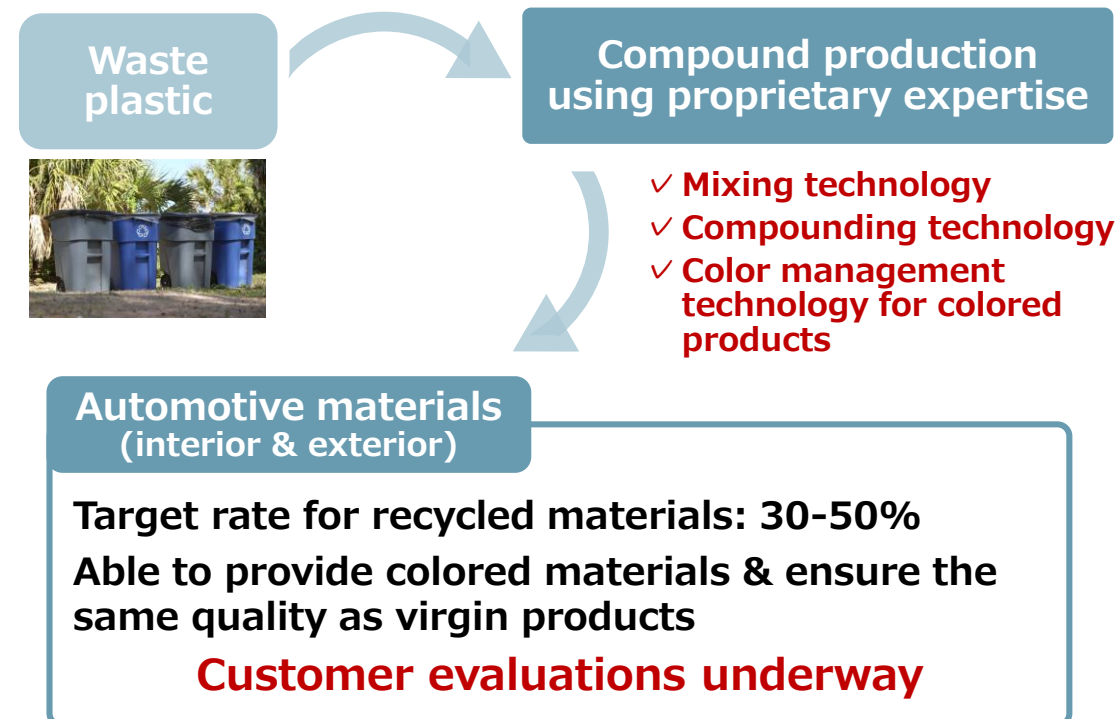 Waste
plastic
Compound production
using proprietary expertise
✓ Mixing technology
✓ Compounding technology
✓ Color management
technology for colored
products
Automotive materials
(interior & exterior)
Target rate for recycled materials: 30-50%
Able to provide colored materials & ensure the
same quality as virgin products
Customer evaluations underway